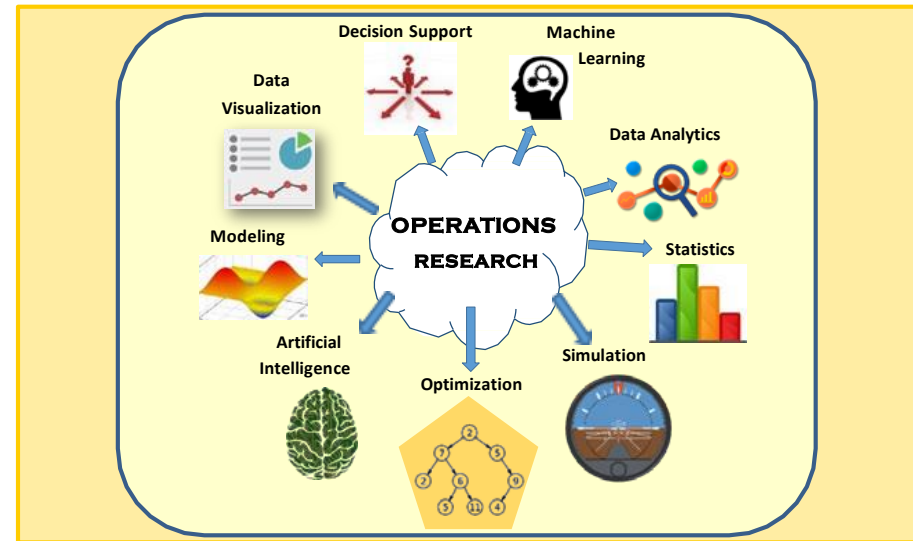 Decision Support
Machine
Learning
Data
Visualization
Data Analytics
OPERATIONS
RESEARCH
Modeling
Statistics
Artificial
Intelligence
Optimization
Simulation
2
7
5
2
6
9
5
11
4